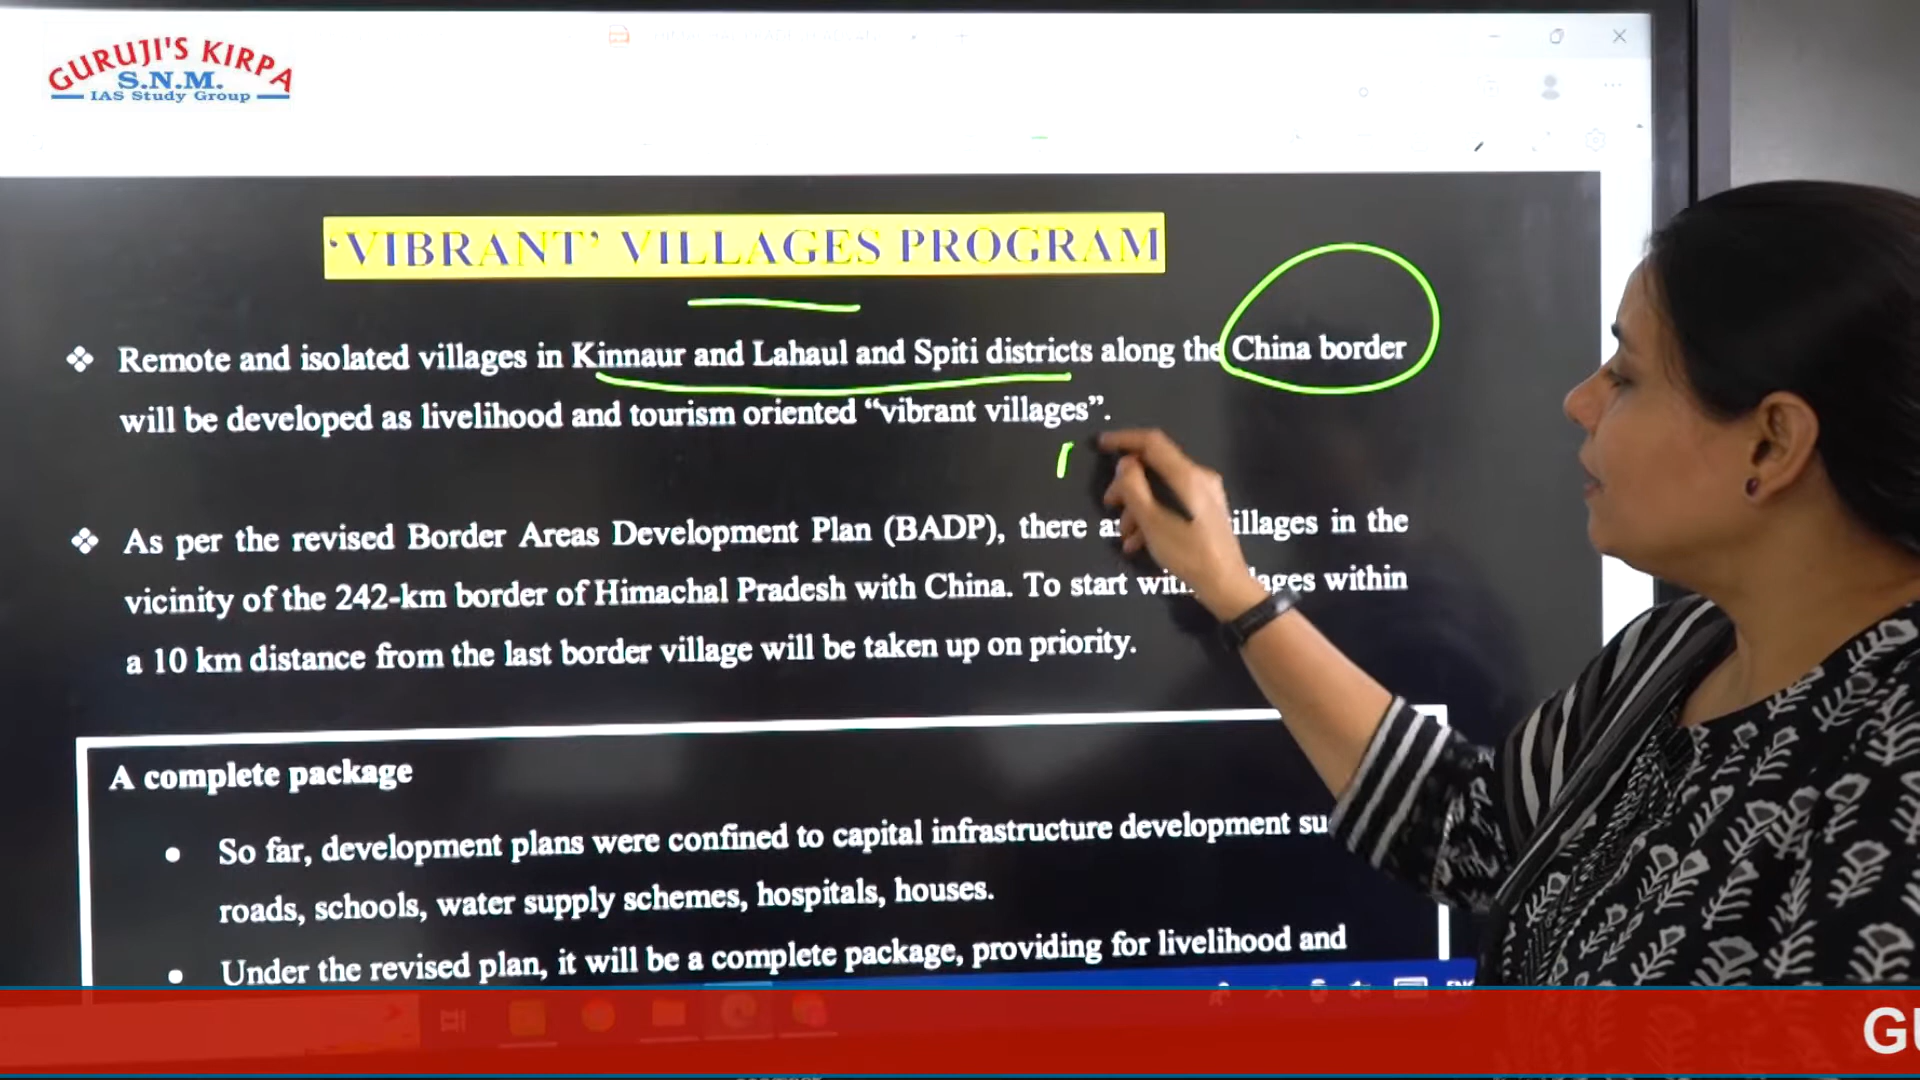 GURUJI'S KIRPA
S.N.M.
IAS Study Group
‘VIBRANT’ VILLAGES PROGRAM
❖ Remote and isolated villages in Kinnaur and Lahaul and Spiti districts along the China border
will be developed as livelihood and tourism oriented “vibrant villages”.
❖ As per the revised Border Areas Development Plan (BADP), there villages in the
vicinity of the 242-km border of Himachal Pradesh with China. To start with villages within
a 10 km distance from the last border village will be taken up on priority.
A complete package
• So far, development plans were confined to capital infrastructure development
roads, schools, water supply schemes, hospitals, houses.
• Under the revised plan, it will be a complete package, providing for livelihood and